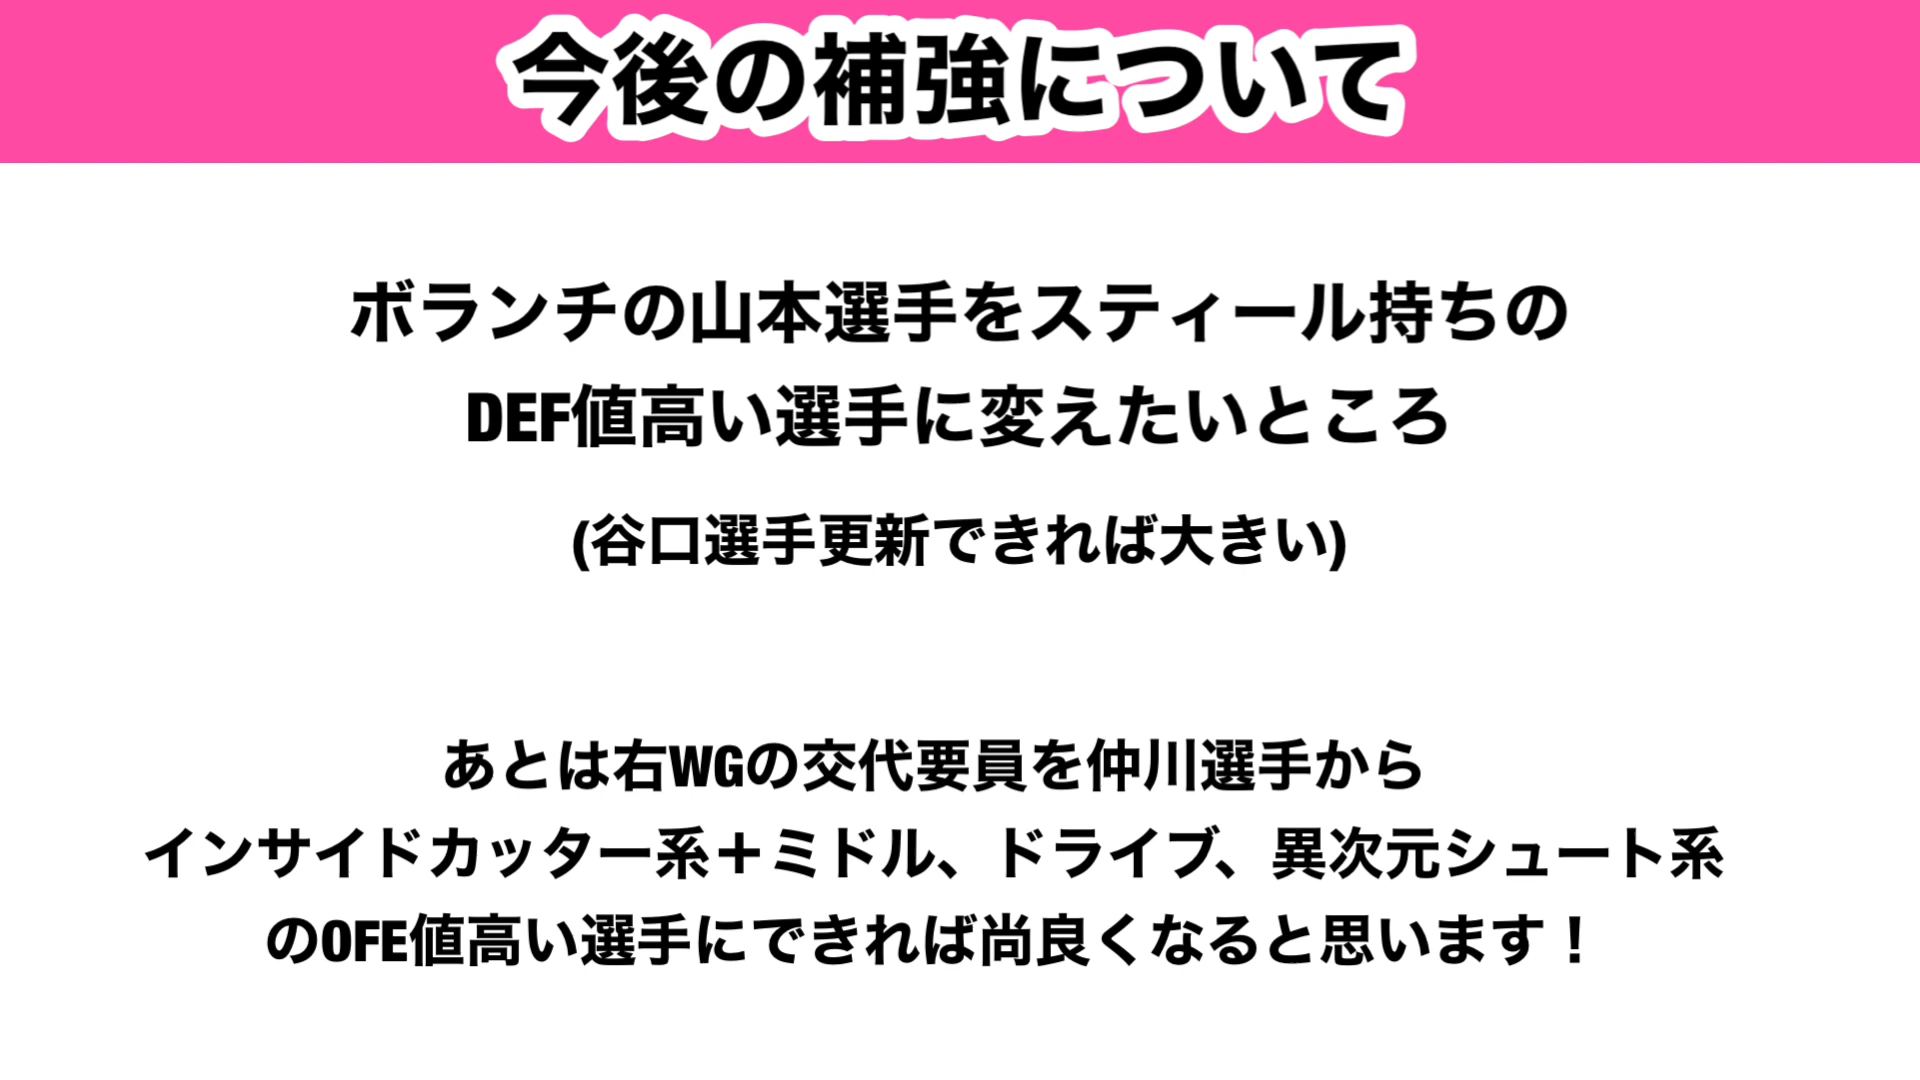 今後の補強について
ボランチの山本選手をスティール持ちの
DEF値高い選手に変えたいところ
(谷口選手更新できれば大きい)
あとは右WGの交代要員を仲川選手から
インサイドカッター系＋ミドル、ドライブ、異次元シュート系
のOFE値高い選手にできれば尚良くなると思います！